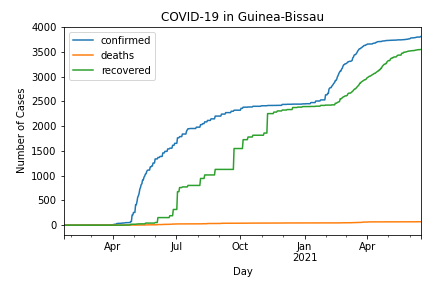 COVID-19 in Guinea-Bissau
confirmed
deaths
recovered
4000
3500
3000
2500
2000
1500
1000
500
0
Number of Cases
Apr Jul Oct Jan Apr
2021
Day